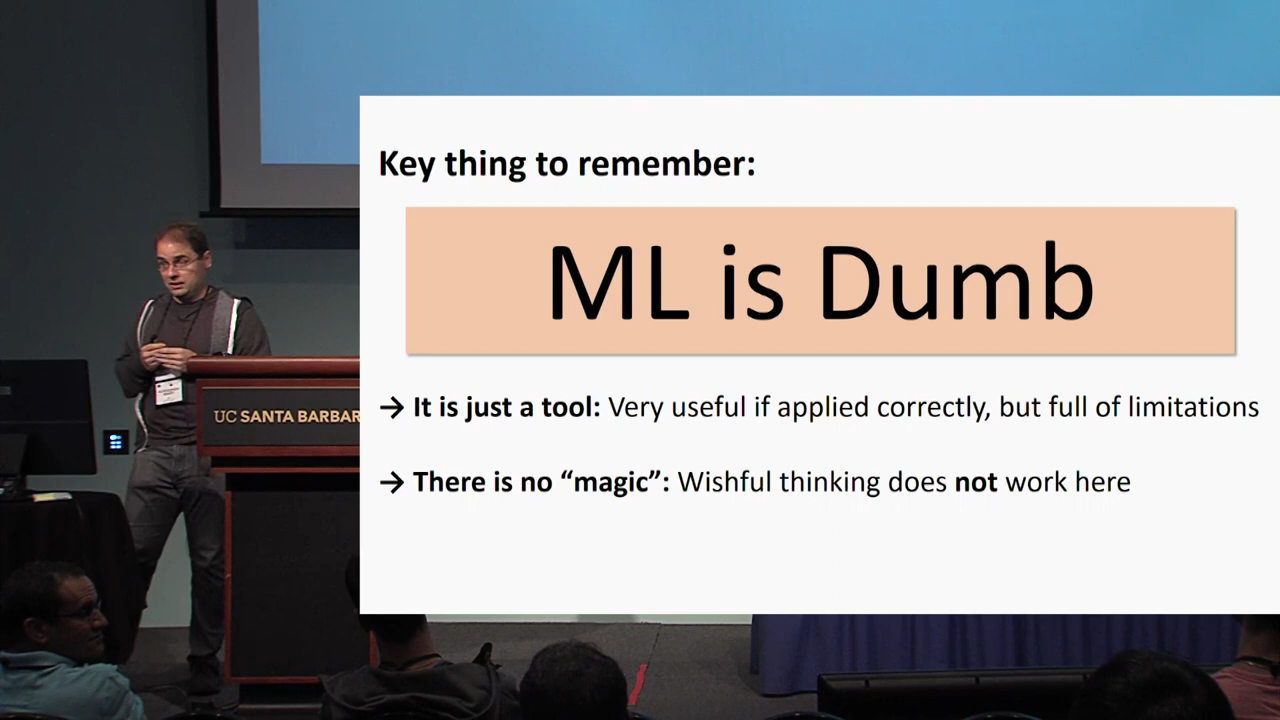 Key thing to remember:
ML is Dumb
UC SANTA BARBAR
→ It is just a tool: Very useful if applied correctly, but full of limitations
→ There is no “magic”: Wishful thinking does not work here